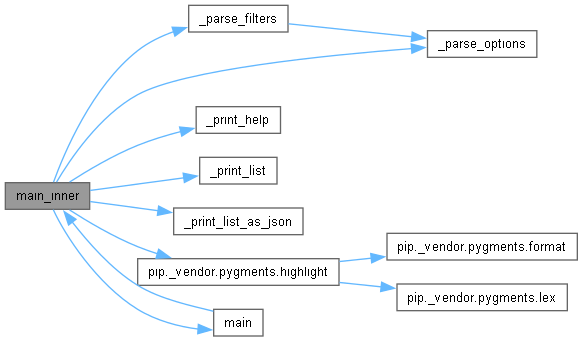 _parse_filters
_parse_options
_print_help
_print_list
main_inner
_print_list_as_json
pip._vendor.pygments.format
pip._vendor.pygments.highlight
pip._vendor.pygments.lex
main